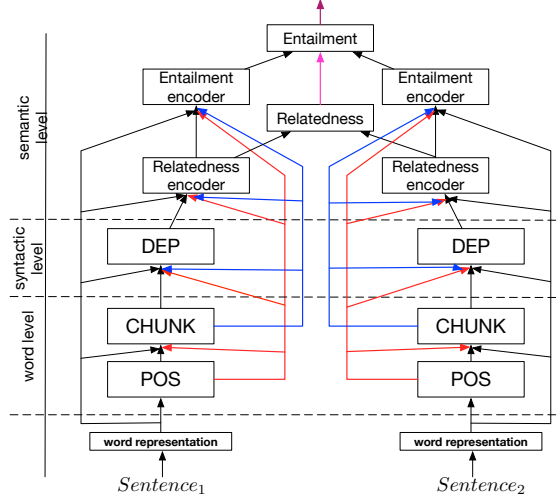 Entailment
Entailment
encoder
Entailment
encoder
Relatedness
semantic
level
Relatedness
encoder
Relatedness
encoder
syntactic
level
DEP
DEP
word level
CHUNK
CHUNK
POS
POS
word representation
word representation
Sentence₁
Sentence₂